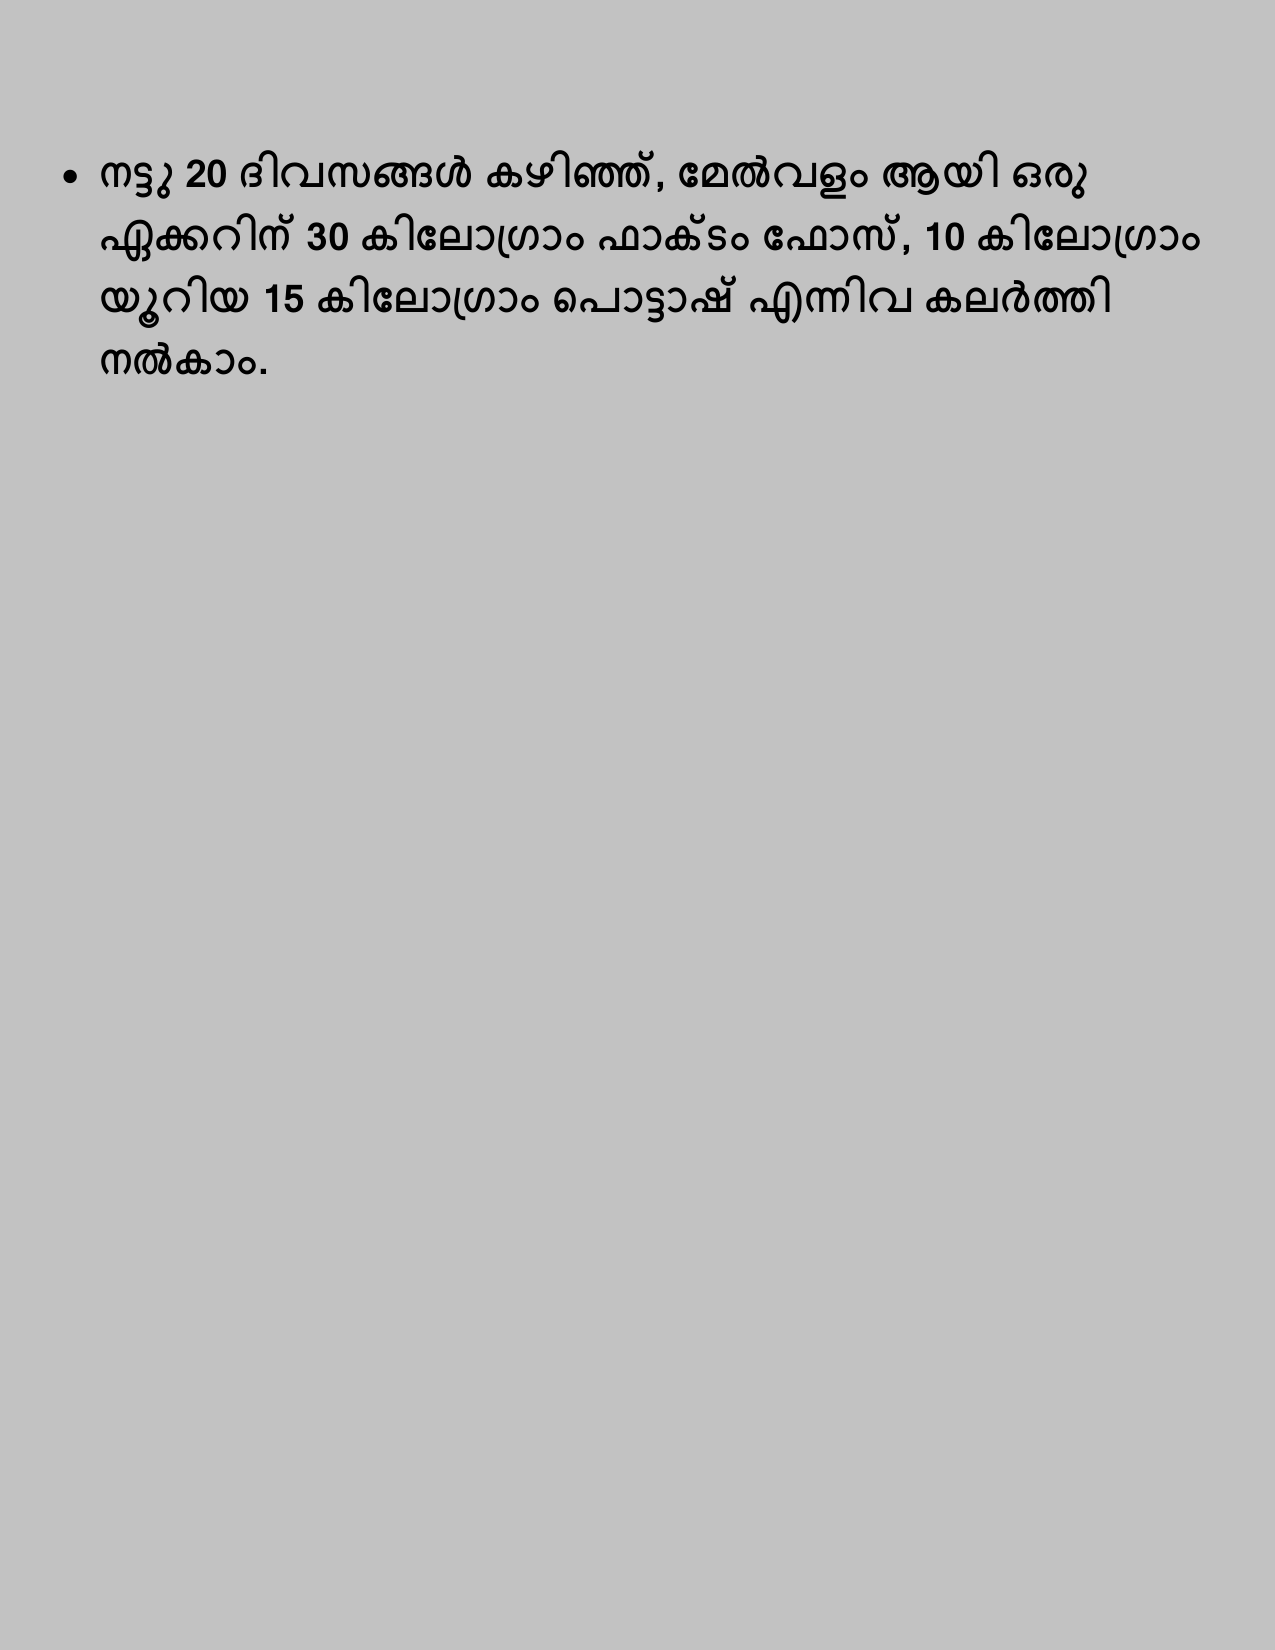 • നട്ടു 20 ദിവസങ്ങൾ കഴിഞ്ഞ്, മേൽവളം ആയി ഒരു
ഏക്കറിന് 30 കിലോഗ്രാം ഫാക്ടം ഫോസ്, 10 കിലോഗ്രാം
യൂറിയ 15 കിലോഗ്രാം പൊട്ടാഷ് എന്നിവ കലർത്തി
നൽകാം.